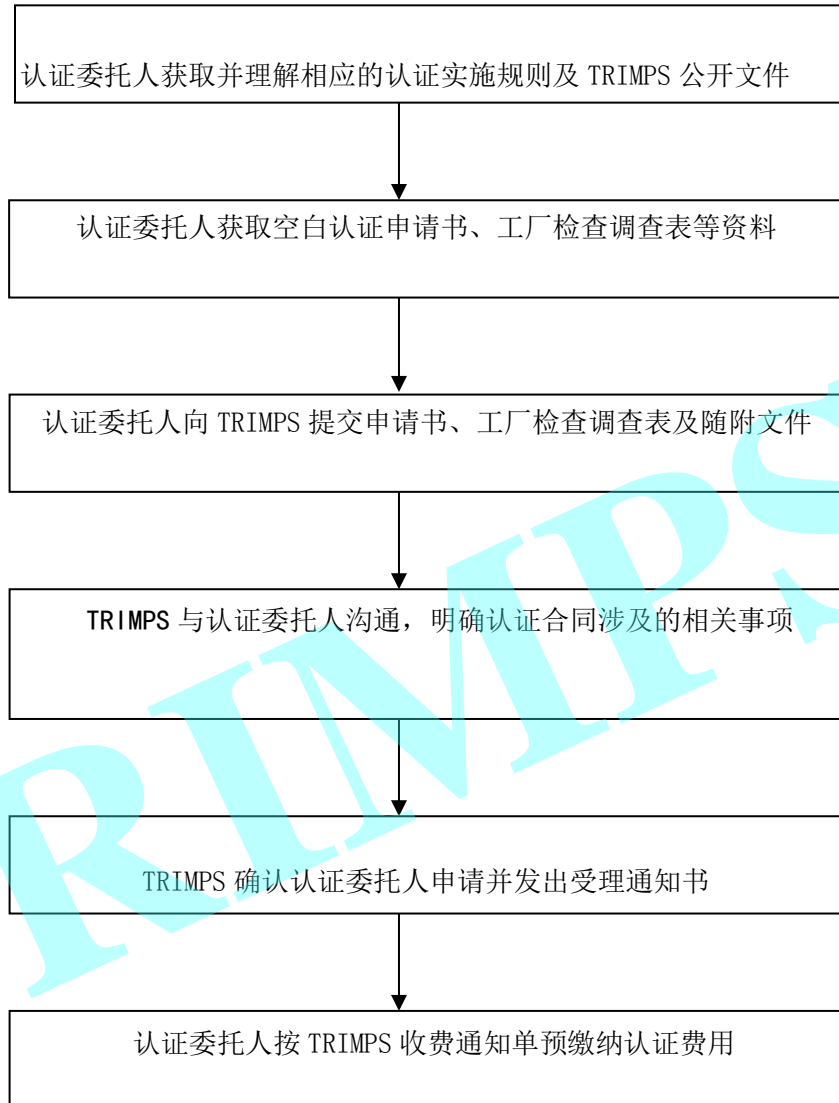 认证委托人获取并理解相应的认证实施规则及 TRIMPS 公开文件
认证委托人获取空白认证申请书、工厂检查调查表等资料
认证委托人向 TRIMPS 提交申请书、工厂检查调查表及随附文件
TRIMPS 与认证委托人沟通，明确认证合同涉及的相关事项
TRIMPS 确认认证委托人申请并发出受理通知书
认证委托人按 TRIMPS 收费通知单预缴纳认证费用
RIMPS